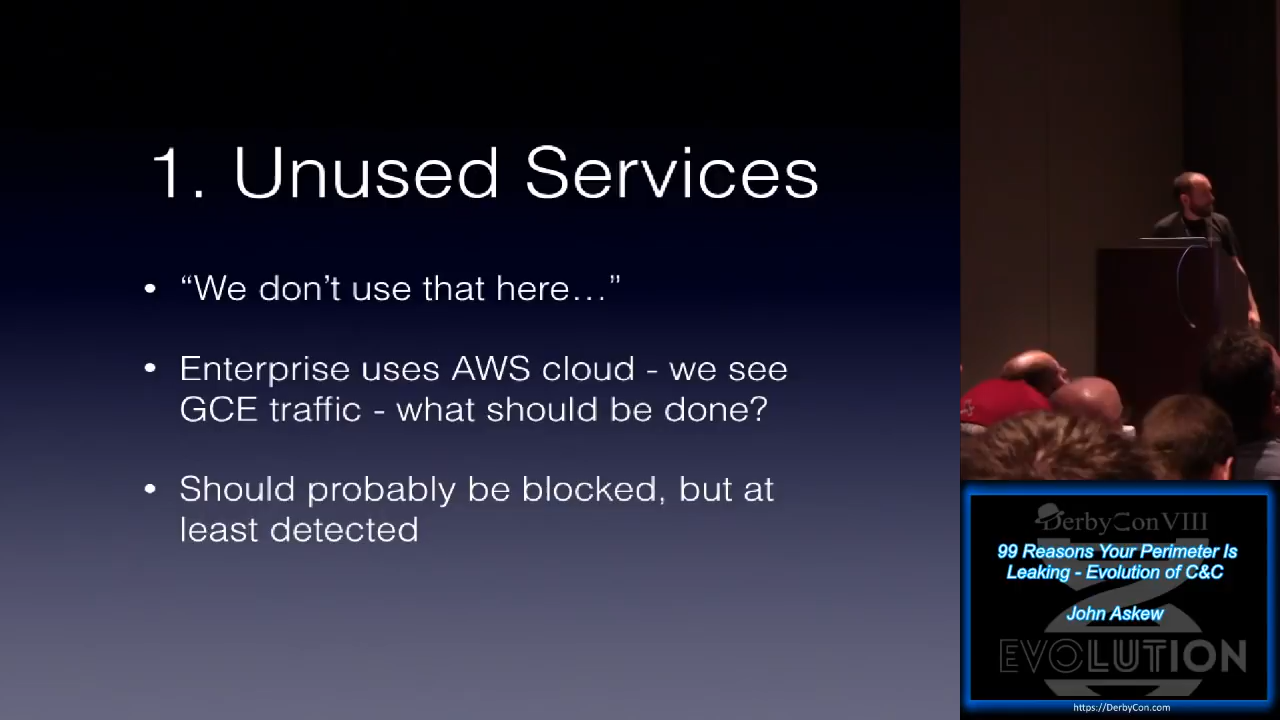 1. Unused Services
• “We don’t use that here…”
• Enterprise uses AWS cloud - we see
GCE traffic - what should be done?
• Should probably be blocked, but at
least detected
DerbyCon VIII
99 Reasons Your Perimeter Is
Leaking - Evolution of C&C
John Askew
EVOLUTION
https://DerbyCon.com